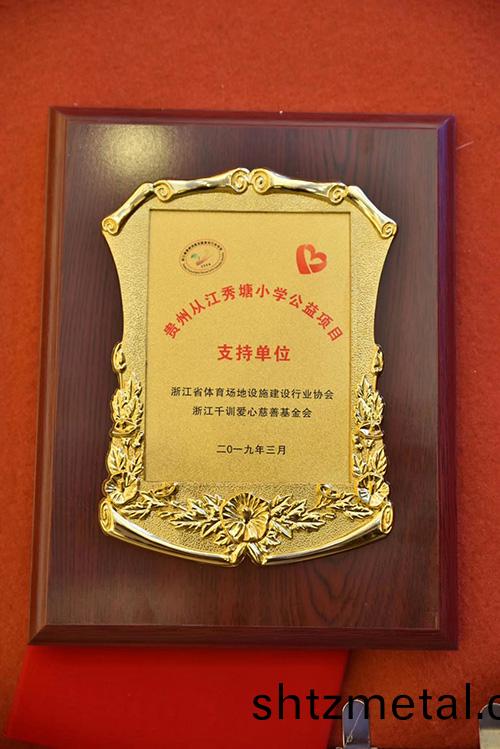 贵州从江秀塘小学公益项目
支持单位
浙江省体育场地设施建设行业协会
浙江千训爱心慈善基金会
二〇一九年三月
shtzmetal.c